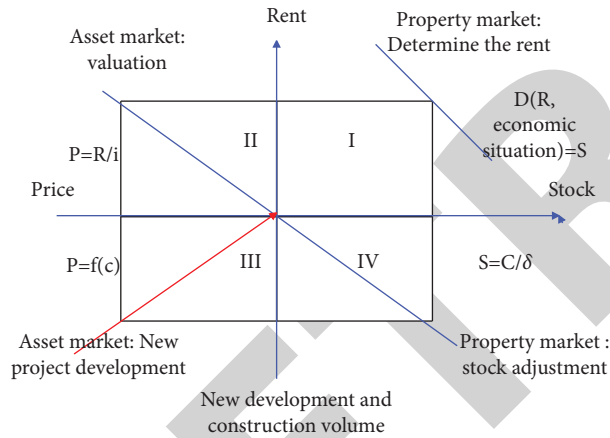 Rent
Asset market:
valuation
Property market:
Determine the rent
D(R,
economic
situation)=S
II
I
P=R/i
Price
Stock
P=f(c)
III
IV
S=C/δ
Asset market: New
project development
Property market :
stock adjustment
New development and
construction volume